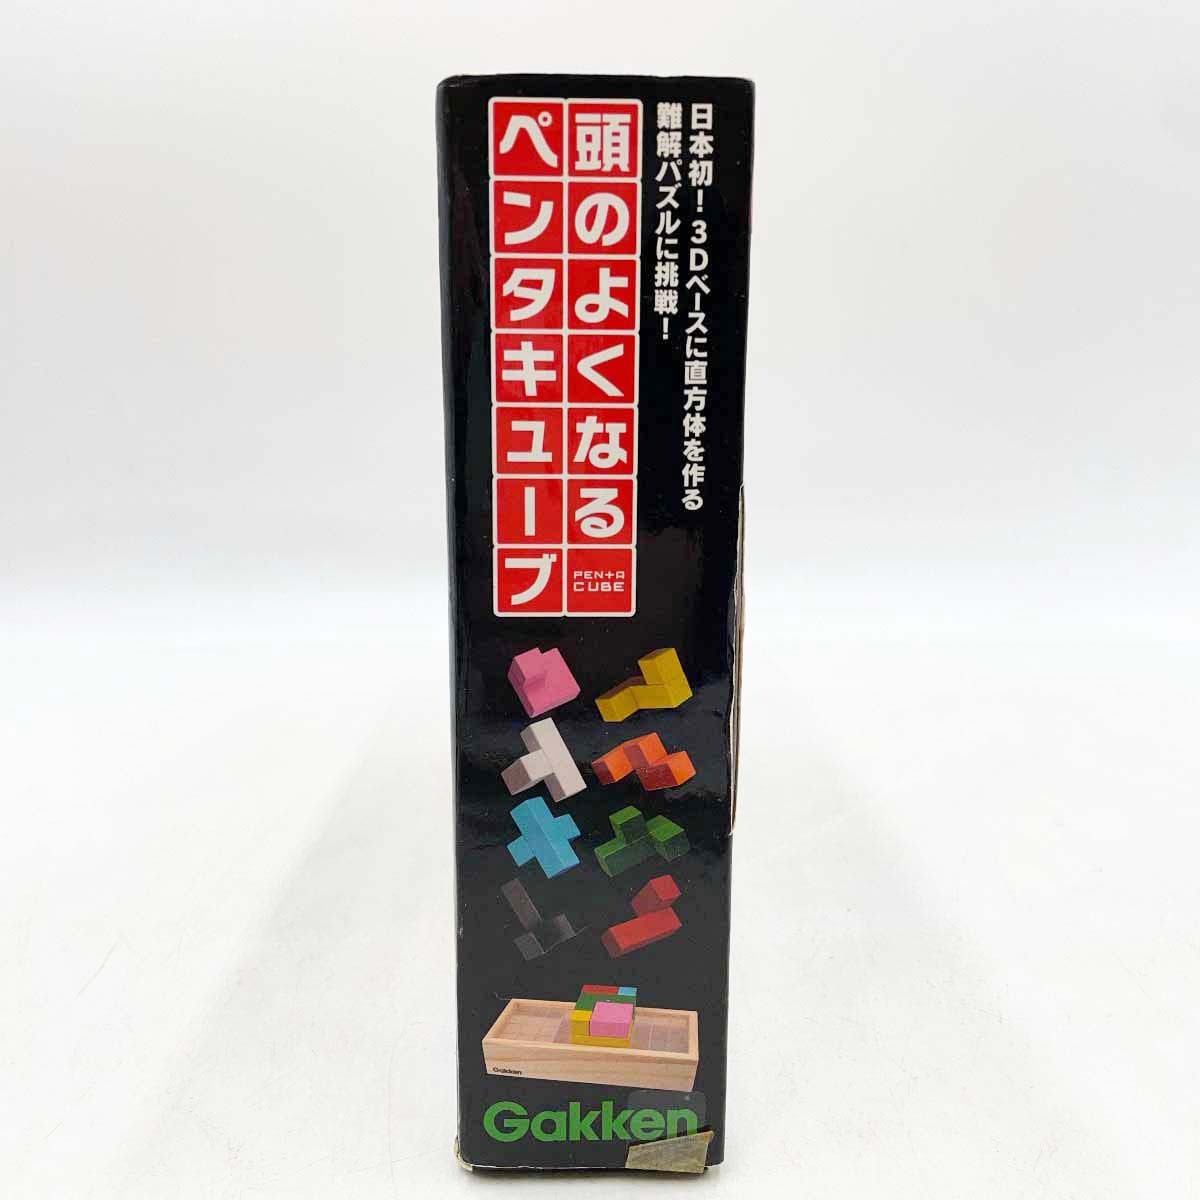 日本初！3Dベースに直方体を作る
難解パズルに挑戦！
頭のよくなる
PENTA
CUBE
ペンタキューブ
Gakken
Gakken